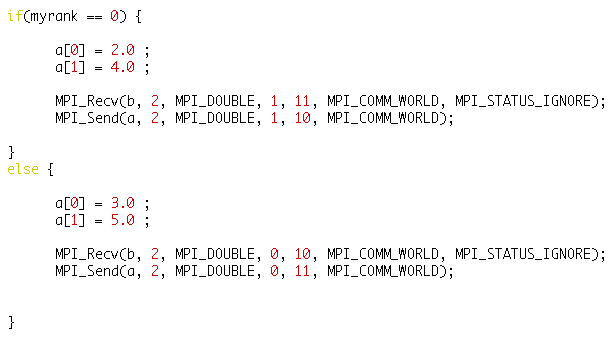 if(myrank == 0) {
a[0] = 2.0 ;
a[1] = 4.0 ;
MPI_Recv(b, 2, MPI_DOUBLE, 1, 11, MPI_COMM_WORLD, MPI_STATUS_IGNORE);
MPI_Send(a, 2, MPI_DOUBLE, 1, 10, MPI_COMM_WORLD);
}
else {
a[0] = 3.0 ;
a[1] = 5.0 ;
MPI_Recv(b, 2, MPI_DOUBLE, 0, 10, MPI_COMM_WORLD, MPI_STATUS_IGNORE);
MPI_Send(a, 2, MPI_DOUBLE, 0, 11, MPI_COMM_WORLD);
}